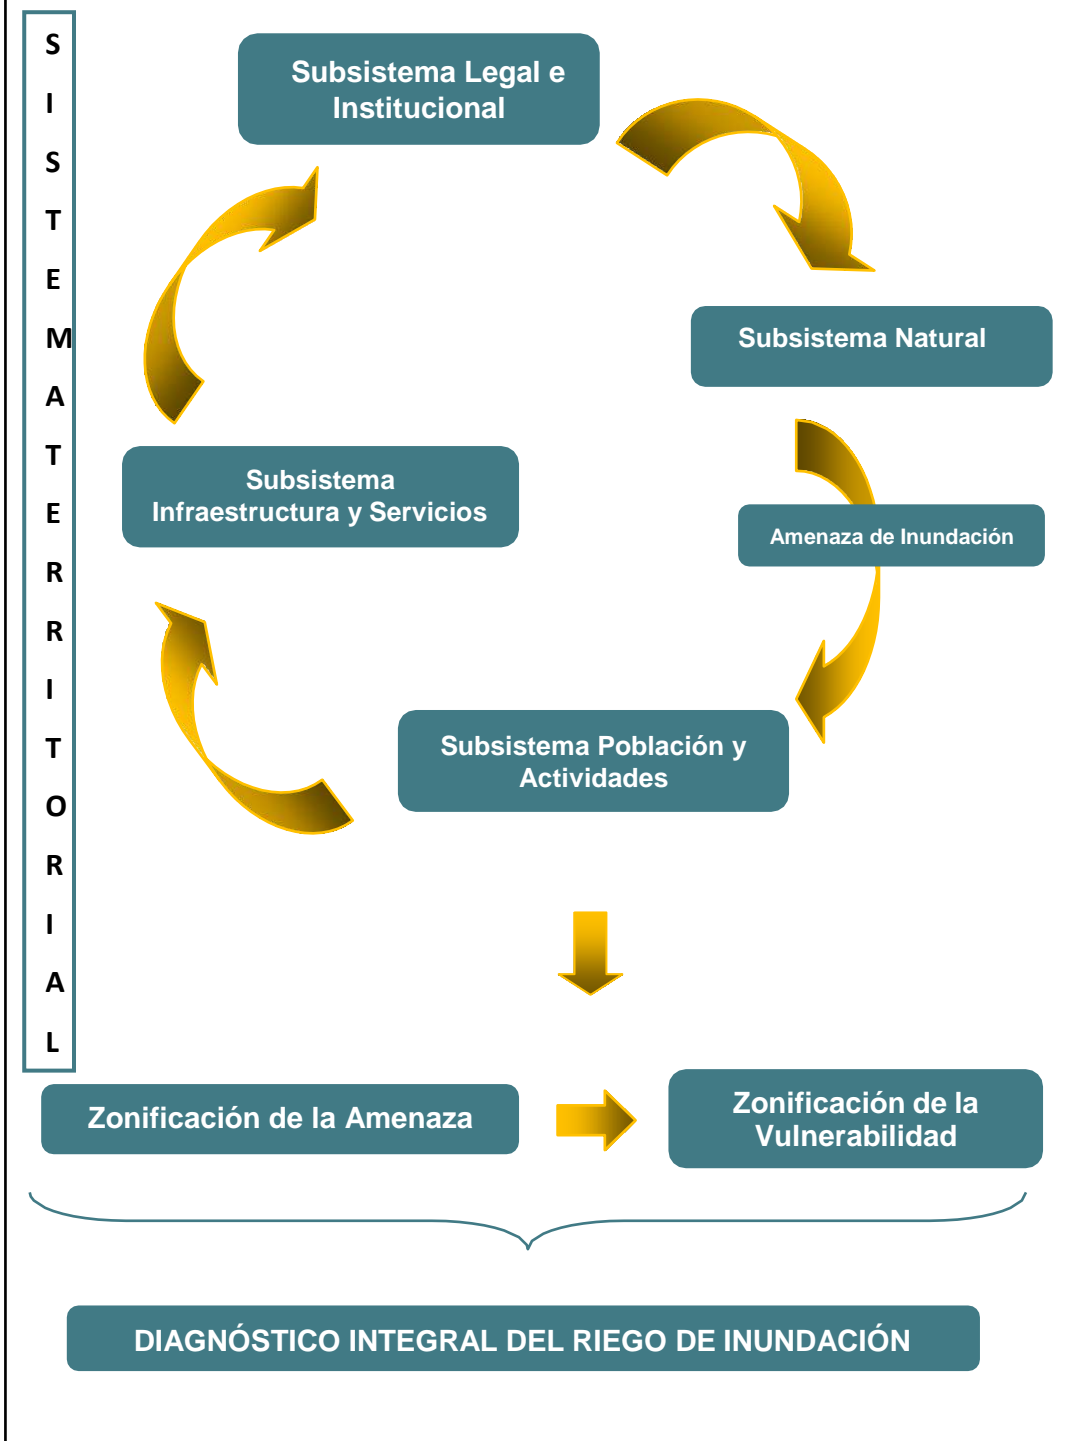 S
I
S
T
E
M
A
T
E
R
R
I
T
O
R
I
A
L
Subsistema Legal e
Institucional
Subsistema Natural
Subsistema
Infraestructura y Servicios
Amenaza de Inundación
Subsistema Población y
Actividades
Zonificación de la Amenaza
Zonificación de la
Vulnerabilidad
DIAGNÓSTICO INTEGRAL DEL RIEGO DE INUNDACIÓN